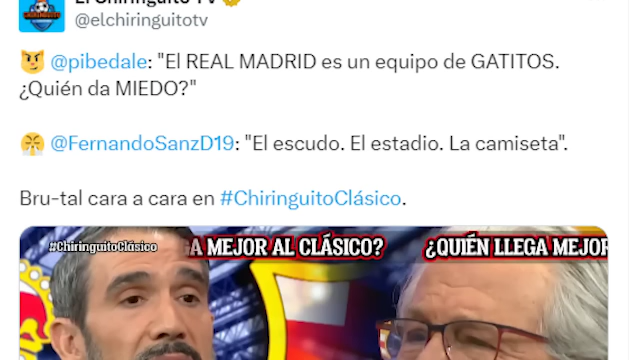 El Chiringuito TV
@elchiringuitotv
@pibedale: "El REAL MADRID es un equipo de GATITOS.
¿Quién da MIEDO?"
@FernandoSanzD19: "El escudo. El estadio. La camiseta".
Bru-tal cara a cara en #ChiringuitoClásico.
#ChiringuitoClásico
GA MEJOR AL CLÁSICO?
¿QUIÉN LLEGA MEJOR